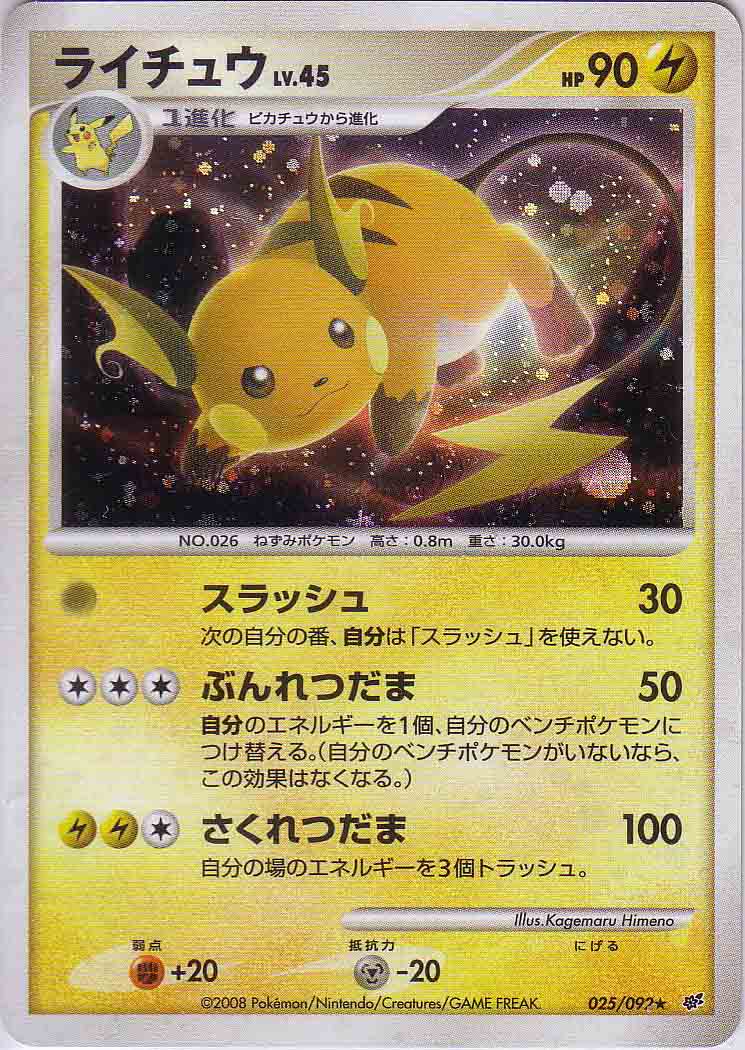 ライチュウ LV.45 HP 90
1進化 ピカチュウから進化
NO.026 ねずみポケモン 高さ:0.8m 重さ:30.0kg
スラッシュ 30
次の自分の番、自分は「スラッシュ」を使えない。
ぶんれつだま 50
自分のエネルギーを1個、自分のベンチポケモンに
つけ替える。(自分のベンチポケモンがいないなら、
この効果はなくなる。)
さくれつだま 100
自分の場のエネルギーを3個トラッシュ。
Illus.Kagemaru Himeno
弱点 抵抗力 にげる
+20 -20
©2008 Pokémon/Nintendo/Creatures/GAME FREAK. 025/092★